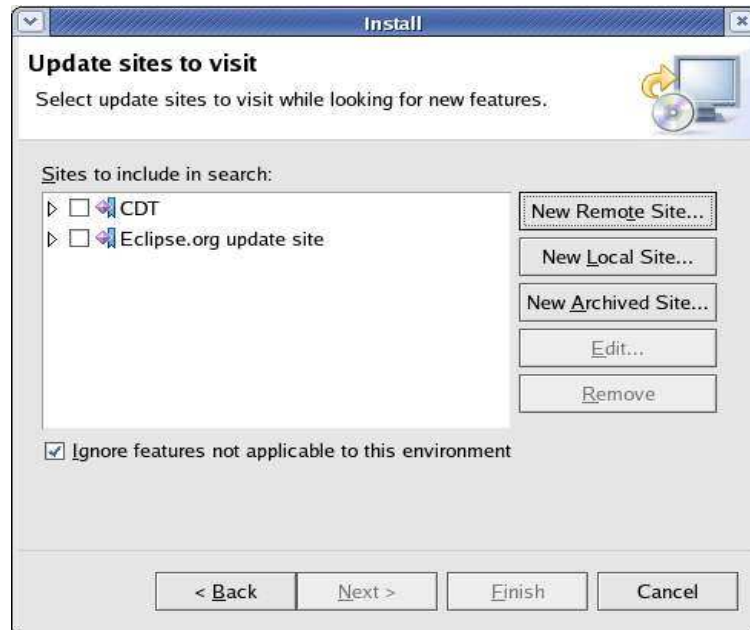 Install
Update sites to visit
Select update sites to visit while looking for new features.
Sites to include in search:
CDT
Eclipse.org update site
New Remote Site...
New Local Site...
New Archived Site...
Edit...
Remove
Ignore features not applicable to this environment
< Back
Next >
Finish
Cancel